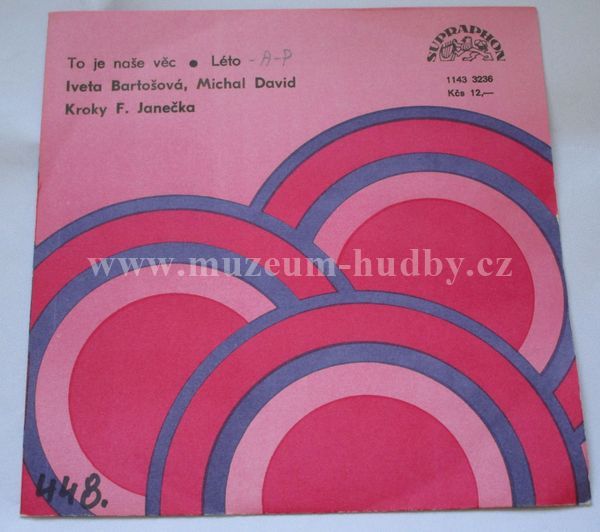 To je naše věc • Léto - A-P
Iveta Bartošová, Michal David
Kroky F. Janečka
SUPRAPHON
1143 3236
Kčs 12,—
www.muzeum-hudby.cz
448.